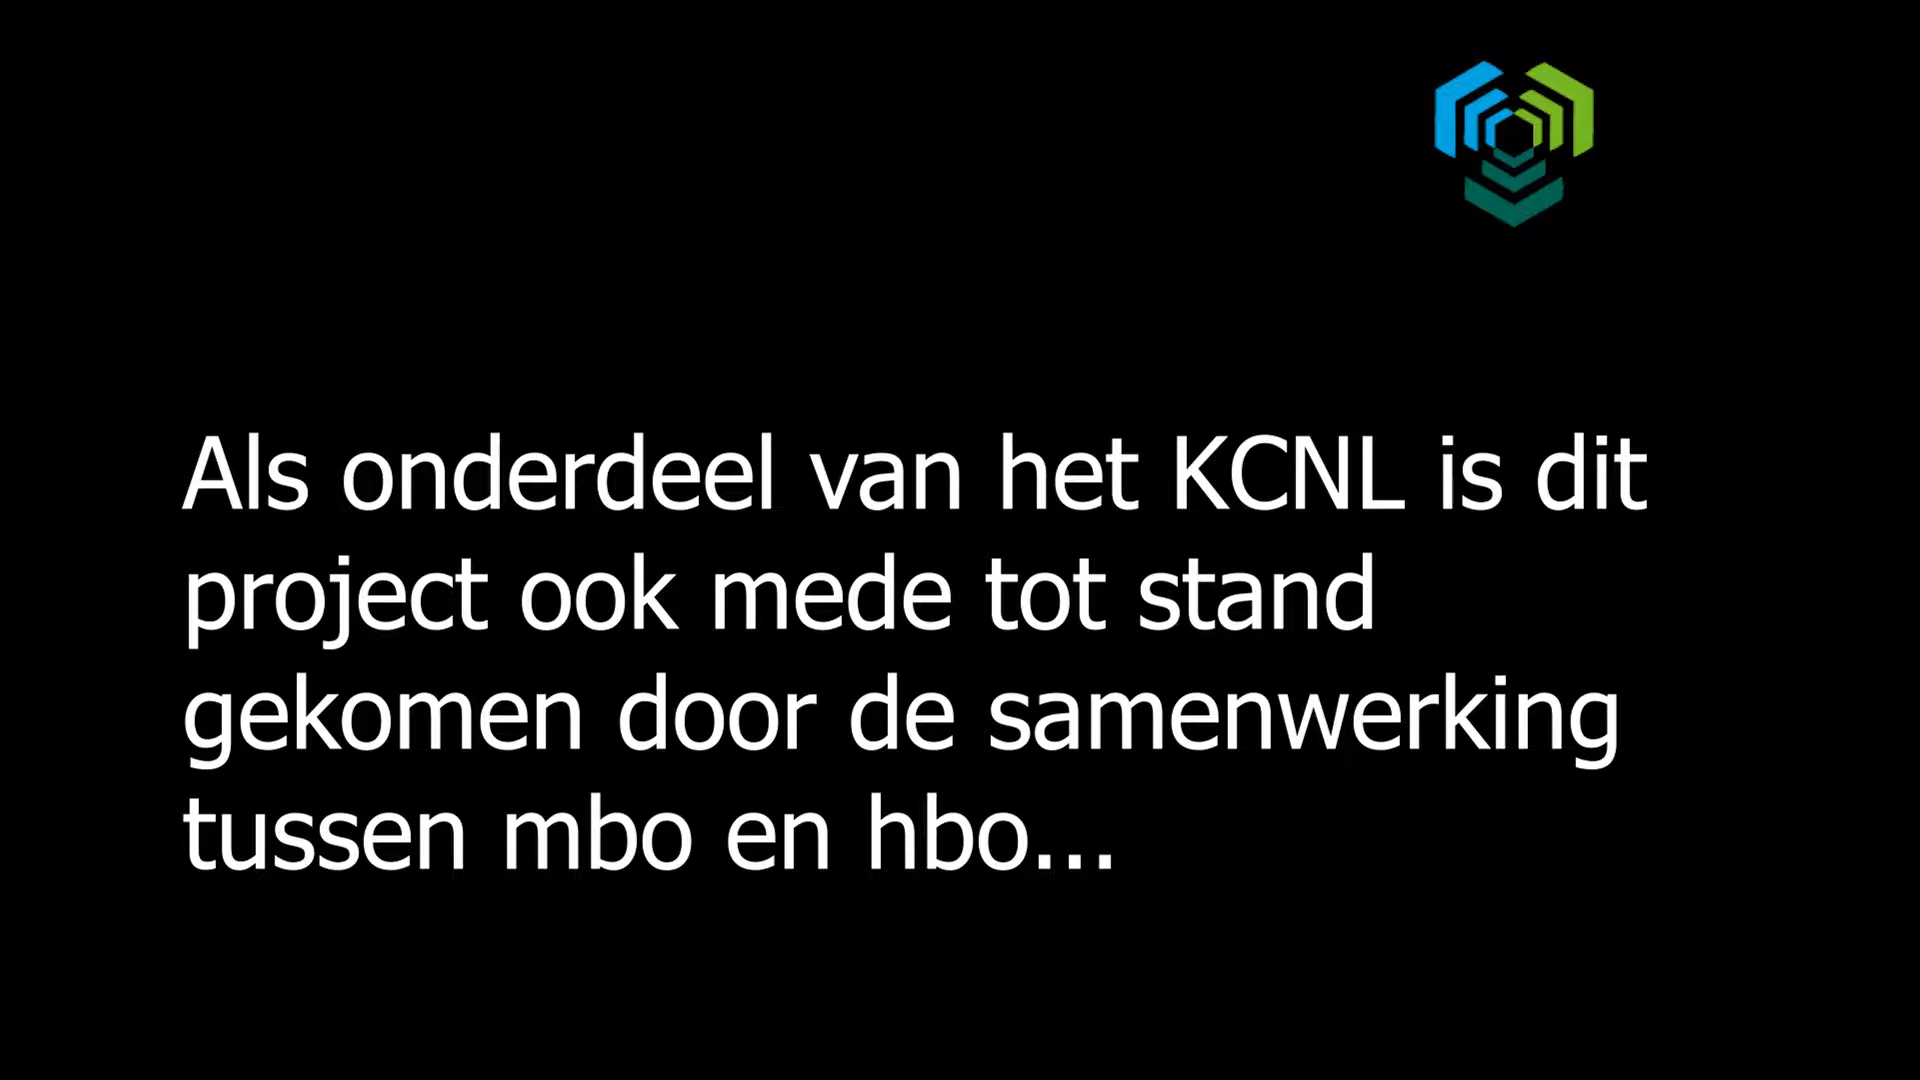 Als onderdeel van het KCNL is dit
project ook mede tot stand
gekomen door de samenwerking
tussen mbo en hbo...